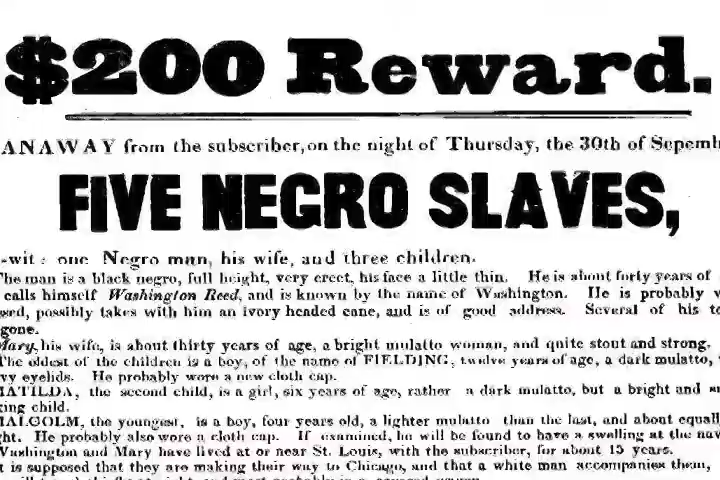 $200 Reward.
ANAWAY from the subscriber, on the night of Thursday, the 30th of Sepemb
FIVE NEGRO SLAVES,
-wit : one Negro man, his wife, and three children.
The man is a black negro, full height, very erect, his face a little thin. He is about forty years of
calls himself Washington Reed, and is known by the name of Washington. He is probably w
sed, possibly takes with him an ivory headed cane, and is of good address. Several of his te
gone.
Mary, his wife, is about thirty years of age, a bright mulatto woman, and quite stout and strong.
The oldest of the children is a boy, of the name of FIELDING, twelve years of age, a dark mulatto,
vy eyelids. He probably wore a new cloth cap.
MATILDA, the second child, is a girl, six years of age, rather a dark mulatto, but a bright and
king child.
MALCOLM, the youngest, is a boy, four years old, a lighter mulatto than the last, and about equall
ht. He probably also wore a cloth cap. If examined, he will be found to have a swelling at the nav
Washington and Mary have lived at or near St. Louis, with the subscriber, for about 15 years.
t is supposed that they are making their way to Chicago, and that a white man accompanies them,